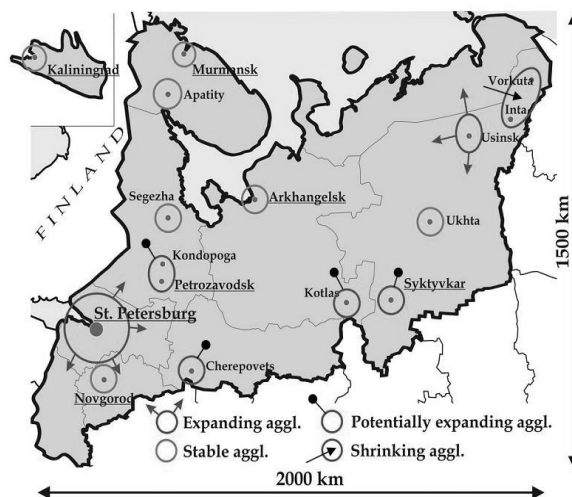 Kaliningrad
Murmansk
Apatity
Vorkuta
Inta
Usinsk
FINLAND
Segezha
Arkhangelsk
Ukhta
Kondopoga
Petrozavodsk
Kotlas
Syktyvkar
St. Petersburg
Cherepovets
Novgorod
Expanding aggl.
Potentially expanding aggl.
Stable aggl.
Shrinking aggl.
2000 km
1500 km